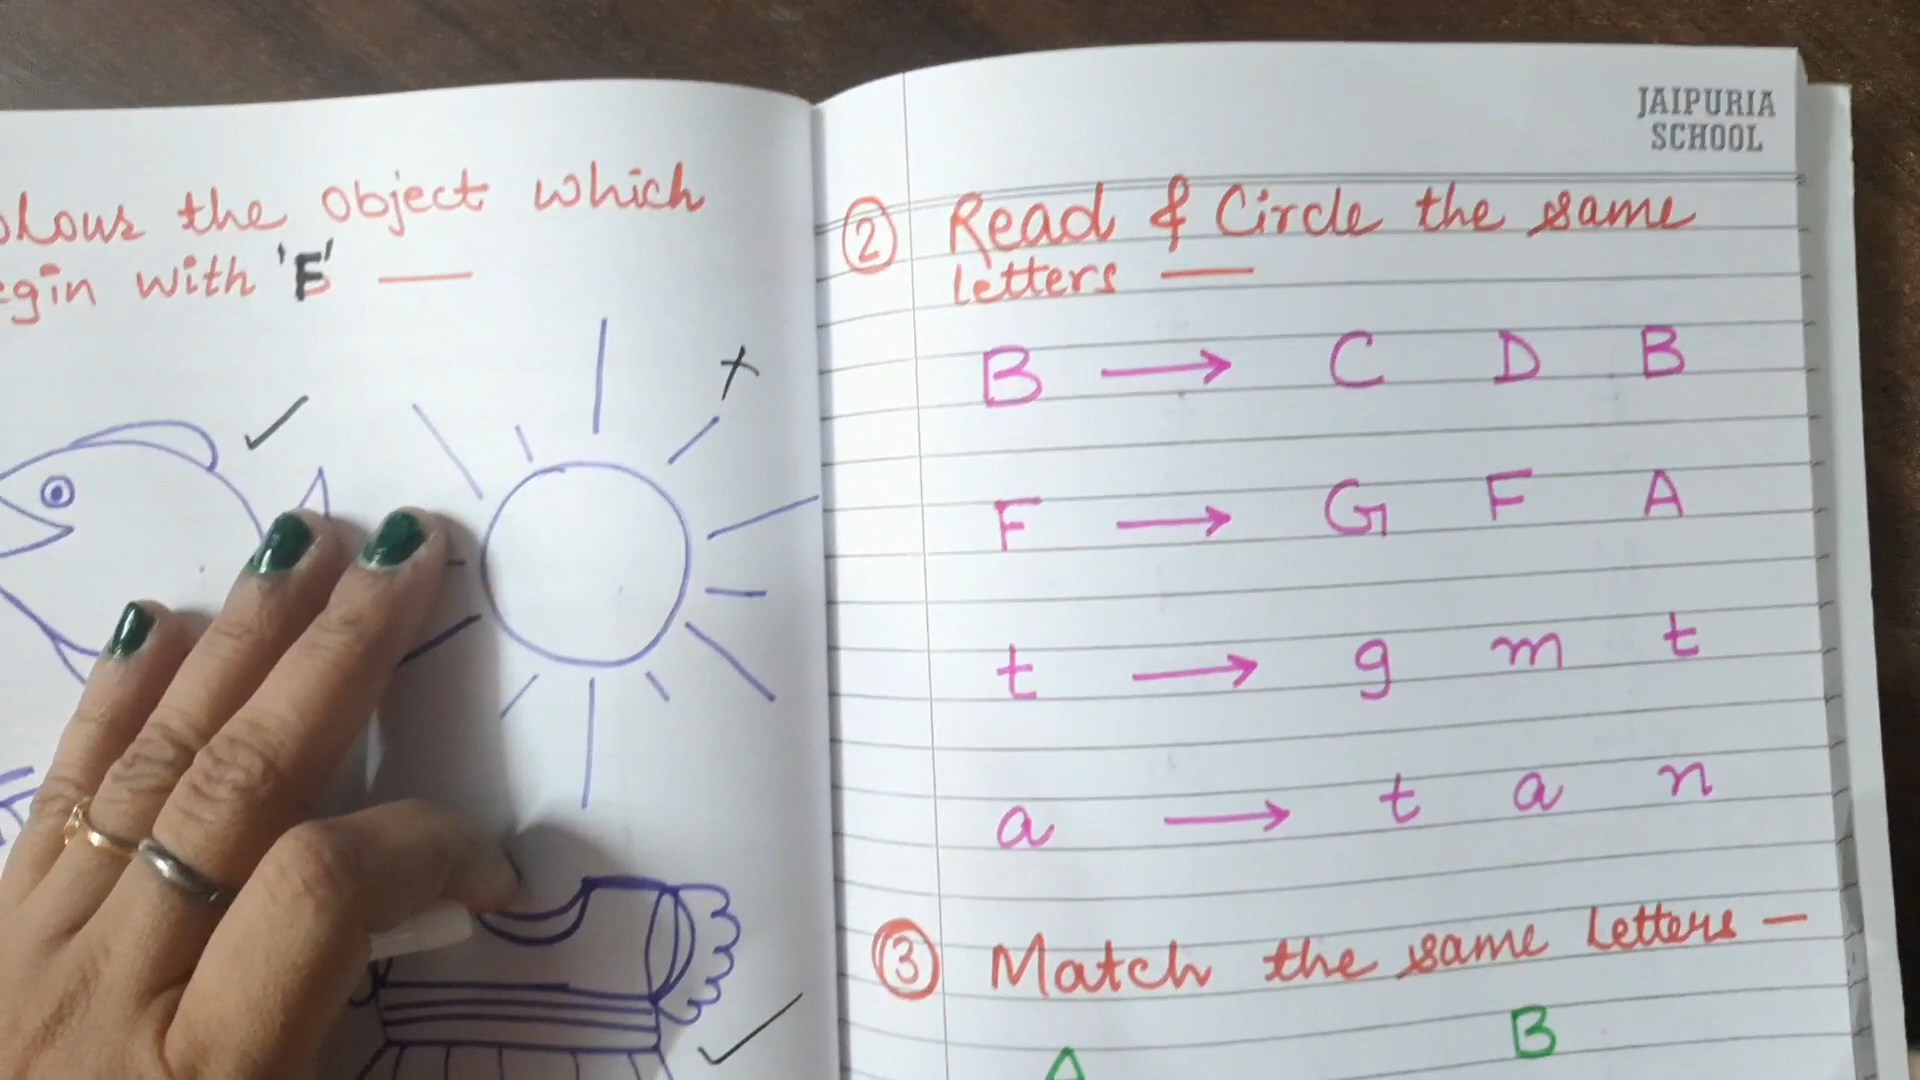 the object which
with 'F' —
JAIPURIA
SCHOOL
② Read & Circle the same
letters —
B → C D B
F → G F A
t → g m t
a → t a n
③ Match the same letters —
A B